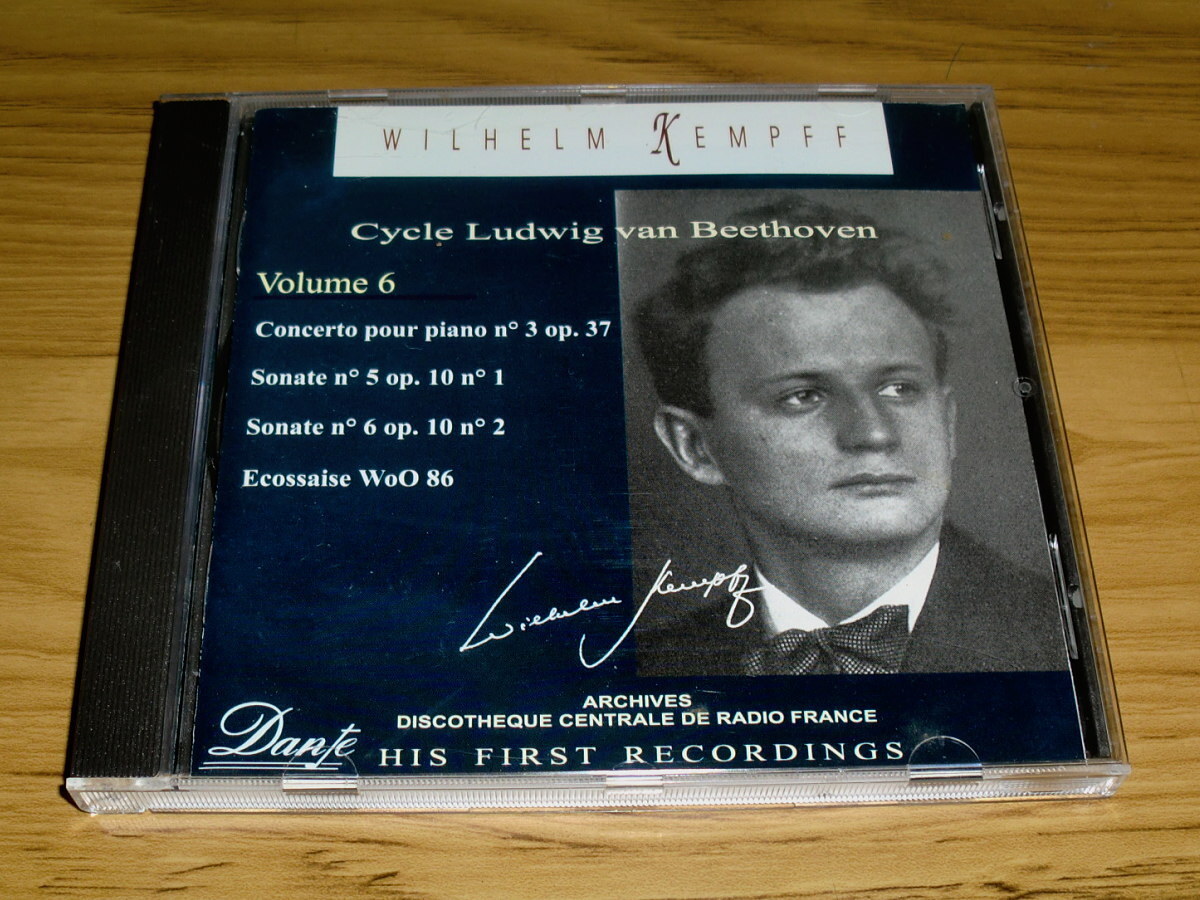 WILHELM KEMPFF
Cycle Ludwig van Beethoven
Volume 6
Concerto pour piano n° 3 op. 37
Sonate n° 5 op. 10 n° 1
Sonate n° 6 op. 10 n° 2
Ecossaise WoO 86
Wilhelm Kempff
ARCHIVES
DISCOTHEQUE CENTRALE DE RADIO FRANCE
Dante
HIS FIRST RECORDINGS